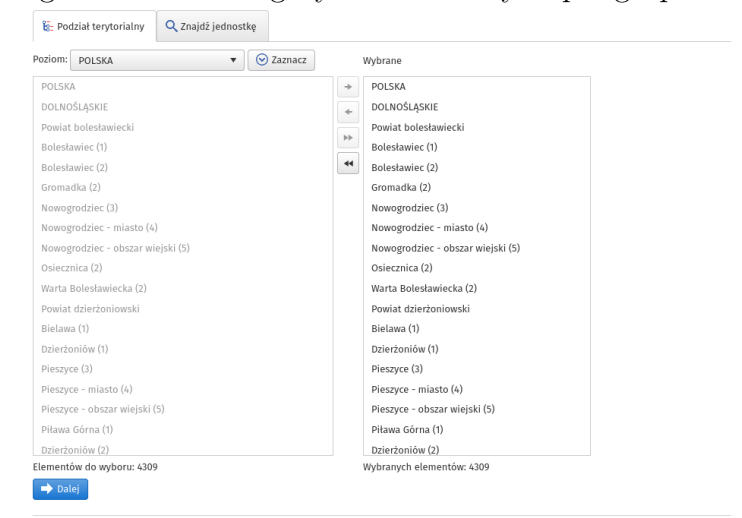 Podział terytorialny
Znajdź jednostkę
Poziom: POLSKA
Zaznacz
Wybrane
POLSKA
DOLNOŚLĄSKIE
Powiat bolesławiecki
Bolesławiec (1)
Bolesławiec (2)
Gromadka (2)
Nowogrodziec (3)
Nowogrodziec - miasto (4)
Nowogrodziec - obszar wiejski (5)
Osiecznica (2)
Warta Bolesławiecka (2)
Powiat dzierżoniowski
Bielawa (1)
Dzierżoniów (1)
Pieszyce (3)
Pieszyce - miasto (4)
Pieszyce - obszar wiejski (5)
Piława Górna (1)
Dzierżoniów (2)
Elementów do wyboru: 4309
POLSKA
DOLNOŚLĄSKIE
Powiat bolesławiecki
Bolesławiec (1)
Bolesławiec (2)
Gromadka (2)
Nowogrodziec (3)
Nowogrodziec - miasto (4)
Nowogrodziec - obszar wiejski (5)
Osiecznica (2)
Warta Bolesławiecka (2)
Powiat dzierżoniowski
Bielawa (1)
Dzierżoniów (1)
Pieszyce (3)
Pieszyce - miasto (4)
Pieszyce - obszar wiejski (5)
Piława Górna (1)
Dzierżoniów (2)
Wybranych elementów: 4309
Dalej